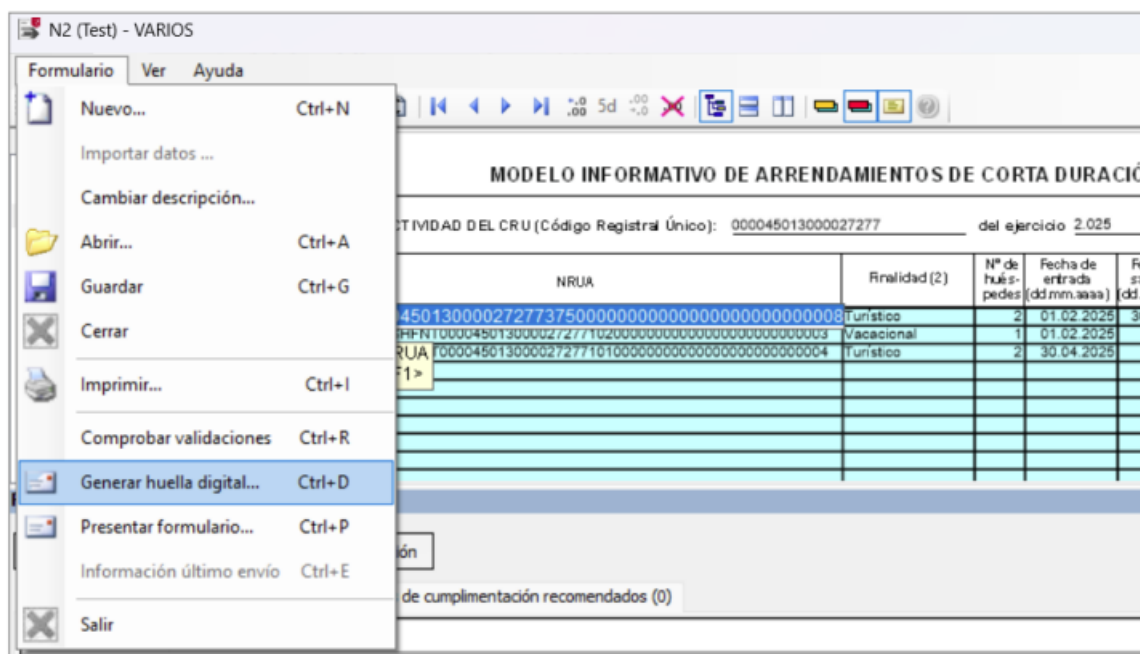 N2 (Test) - VARIOS
Formulario Ver Ayuda
Nuevo... Ctrl+N
Importar datos ...
Cambiar descripción...
Abrir... Ctrl+A
Guardar Ctrl+G
Cerrar
Imprimir... Ctrl+I
Comprobar validaciones Ctrl+R
Generar huella digital... Ctrl+D
Presentar formulario... Ctrl+P
Información último envío Ctrl+E
Salir
5d
MODELO INFORMATIVO DE ARRENDAMIENTOS DE CORTA DURACIÓ
CTIVIDAD DEL CRU (Código Registral Único): 000045013000027277 del ejercicio 2.025
NRUA Finalidad (2) Nº de hués-pedes Fecha de entrada (dd.mm.aaaa)
Turístico 2 01.02.2025
Vacacional 1 01.02.2025
Turístico 2 30.04.2025
RUA
F1>
ión
de cumplimentación recomendados (0)